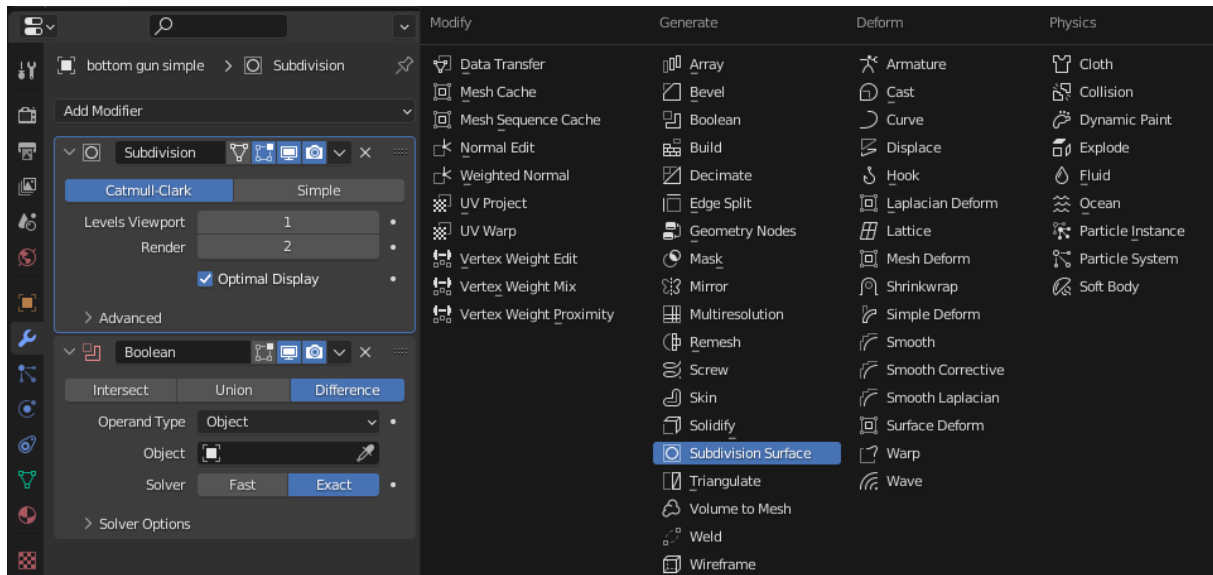 bottom gun simple > Subdivision
Add Modifier
Subdivision
Catmull-Clark Simple
Levels Viewport 1
Render 2
Optimal Display
> Advanced
Boolean
Intersect Union Difference
Operand Type Object
Object
Solver Fast Exact
> Solver Options
Modify
Data Transfer
Mesh Cache
Mesh Sequence Cache
Normal Edit
Weighted Normal
UV Project
UV Warp
Vertex Weight Edit
Vertex Weight Mix
Vertex Weight Proximity
Generate
Array
Bevel
Boolean
Build
Decimate
Edge Split
Geometry Nodes
Mask
Mirror
Multiresolution
Remesh
Screw
Skin
Solidify
Subdivision Surface
Triangulate
Volume to Mesh
Weld
Wireframe
Deform
Armature
Cast
Curve
Displace
Hook
Laplacian Deform
Lattice
Mesh Deform
Shrinkwrap
Simple Deform
Smooth
Smooth Corrective
Smooth Laplacian
Surface Deform
Warp
Wave
Physics
Cloth
Collision
Dynamic Paint
Explode
Fluid
Ocean
Particle Instance
Particle System
Soft Body